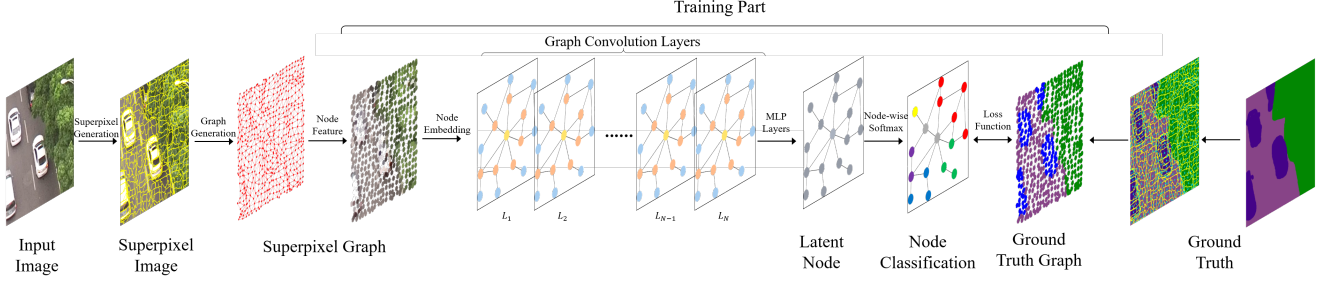 Training Part
Graph Convolution Layers
Superpixel
Generation
Graph
Generation
Node
Feature
Node
Embedding
......
MLP
Layers
Node-wise
Softmax
Loss
Function
L₁
L₂
Lₙ₋₁
Lₙ
Input
Image
Superpixel
Image
Superpixel Graph
Latent
Node
Node
Classification
Ground
Truth Graph
Ground
Truth